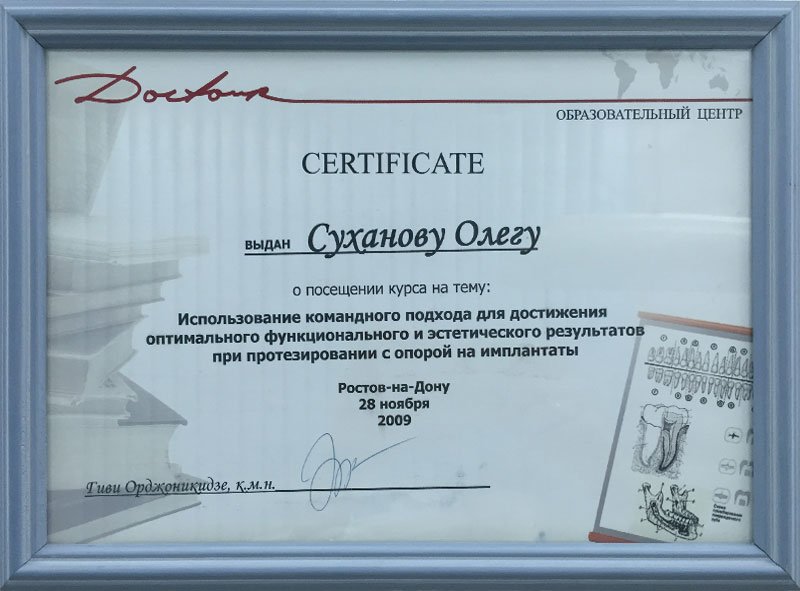 Doctour
ОБРАЗОВАТЕЛЬНЫЙ ЦЕНТР
CERTIFICATE
ВЫДАН Суханову Олегу
о посещении курса на тему:
Использование командного подхода для достижения
оптимального функционального и эстетического результатов
при протезировании с опорой на имплантаты
Ростов-на-Дону
28 ноября
2009
Гиви Орджоникидзе, к.м.н.